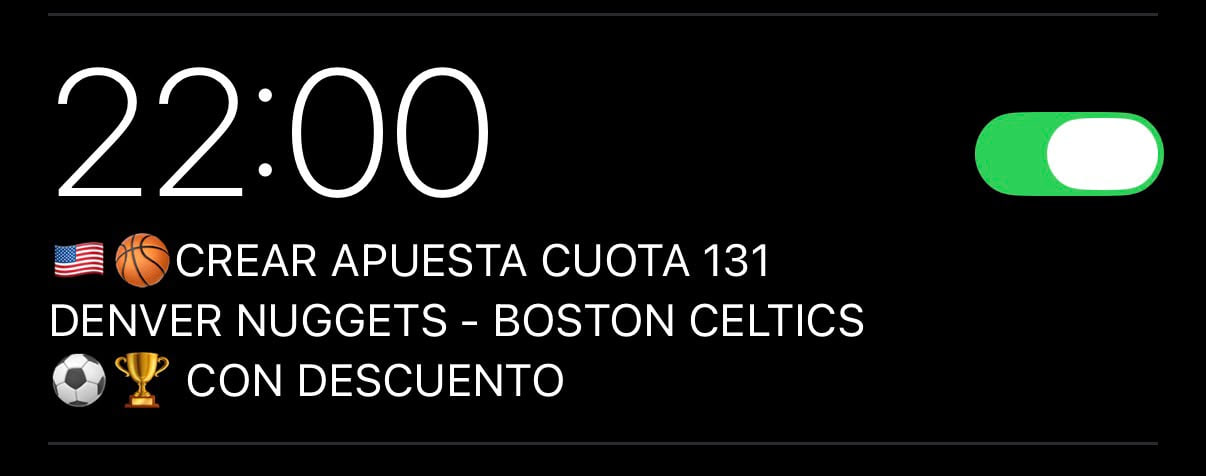 22:00
🇺🇸🏀CREAR APUESTA CUOTA 131
DENVER NUGGETS - BOSTON CELTICS
⚽🏆 CON DESCUENTO